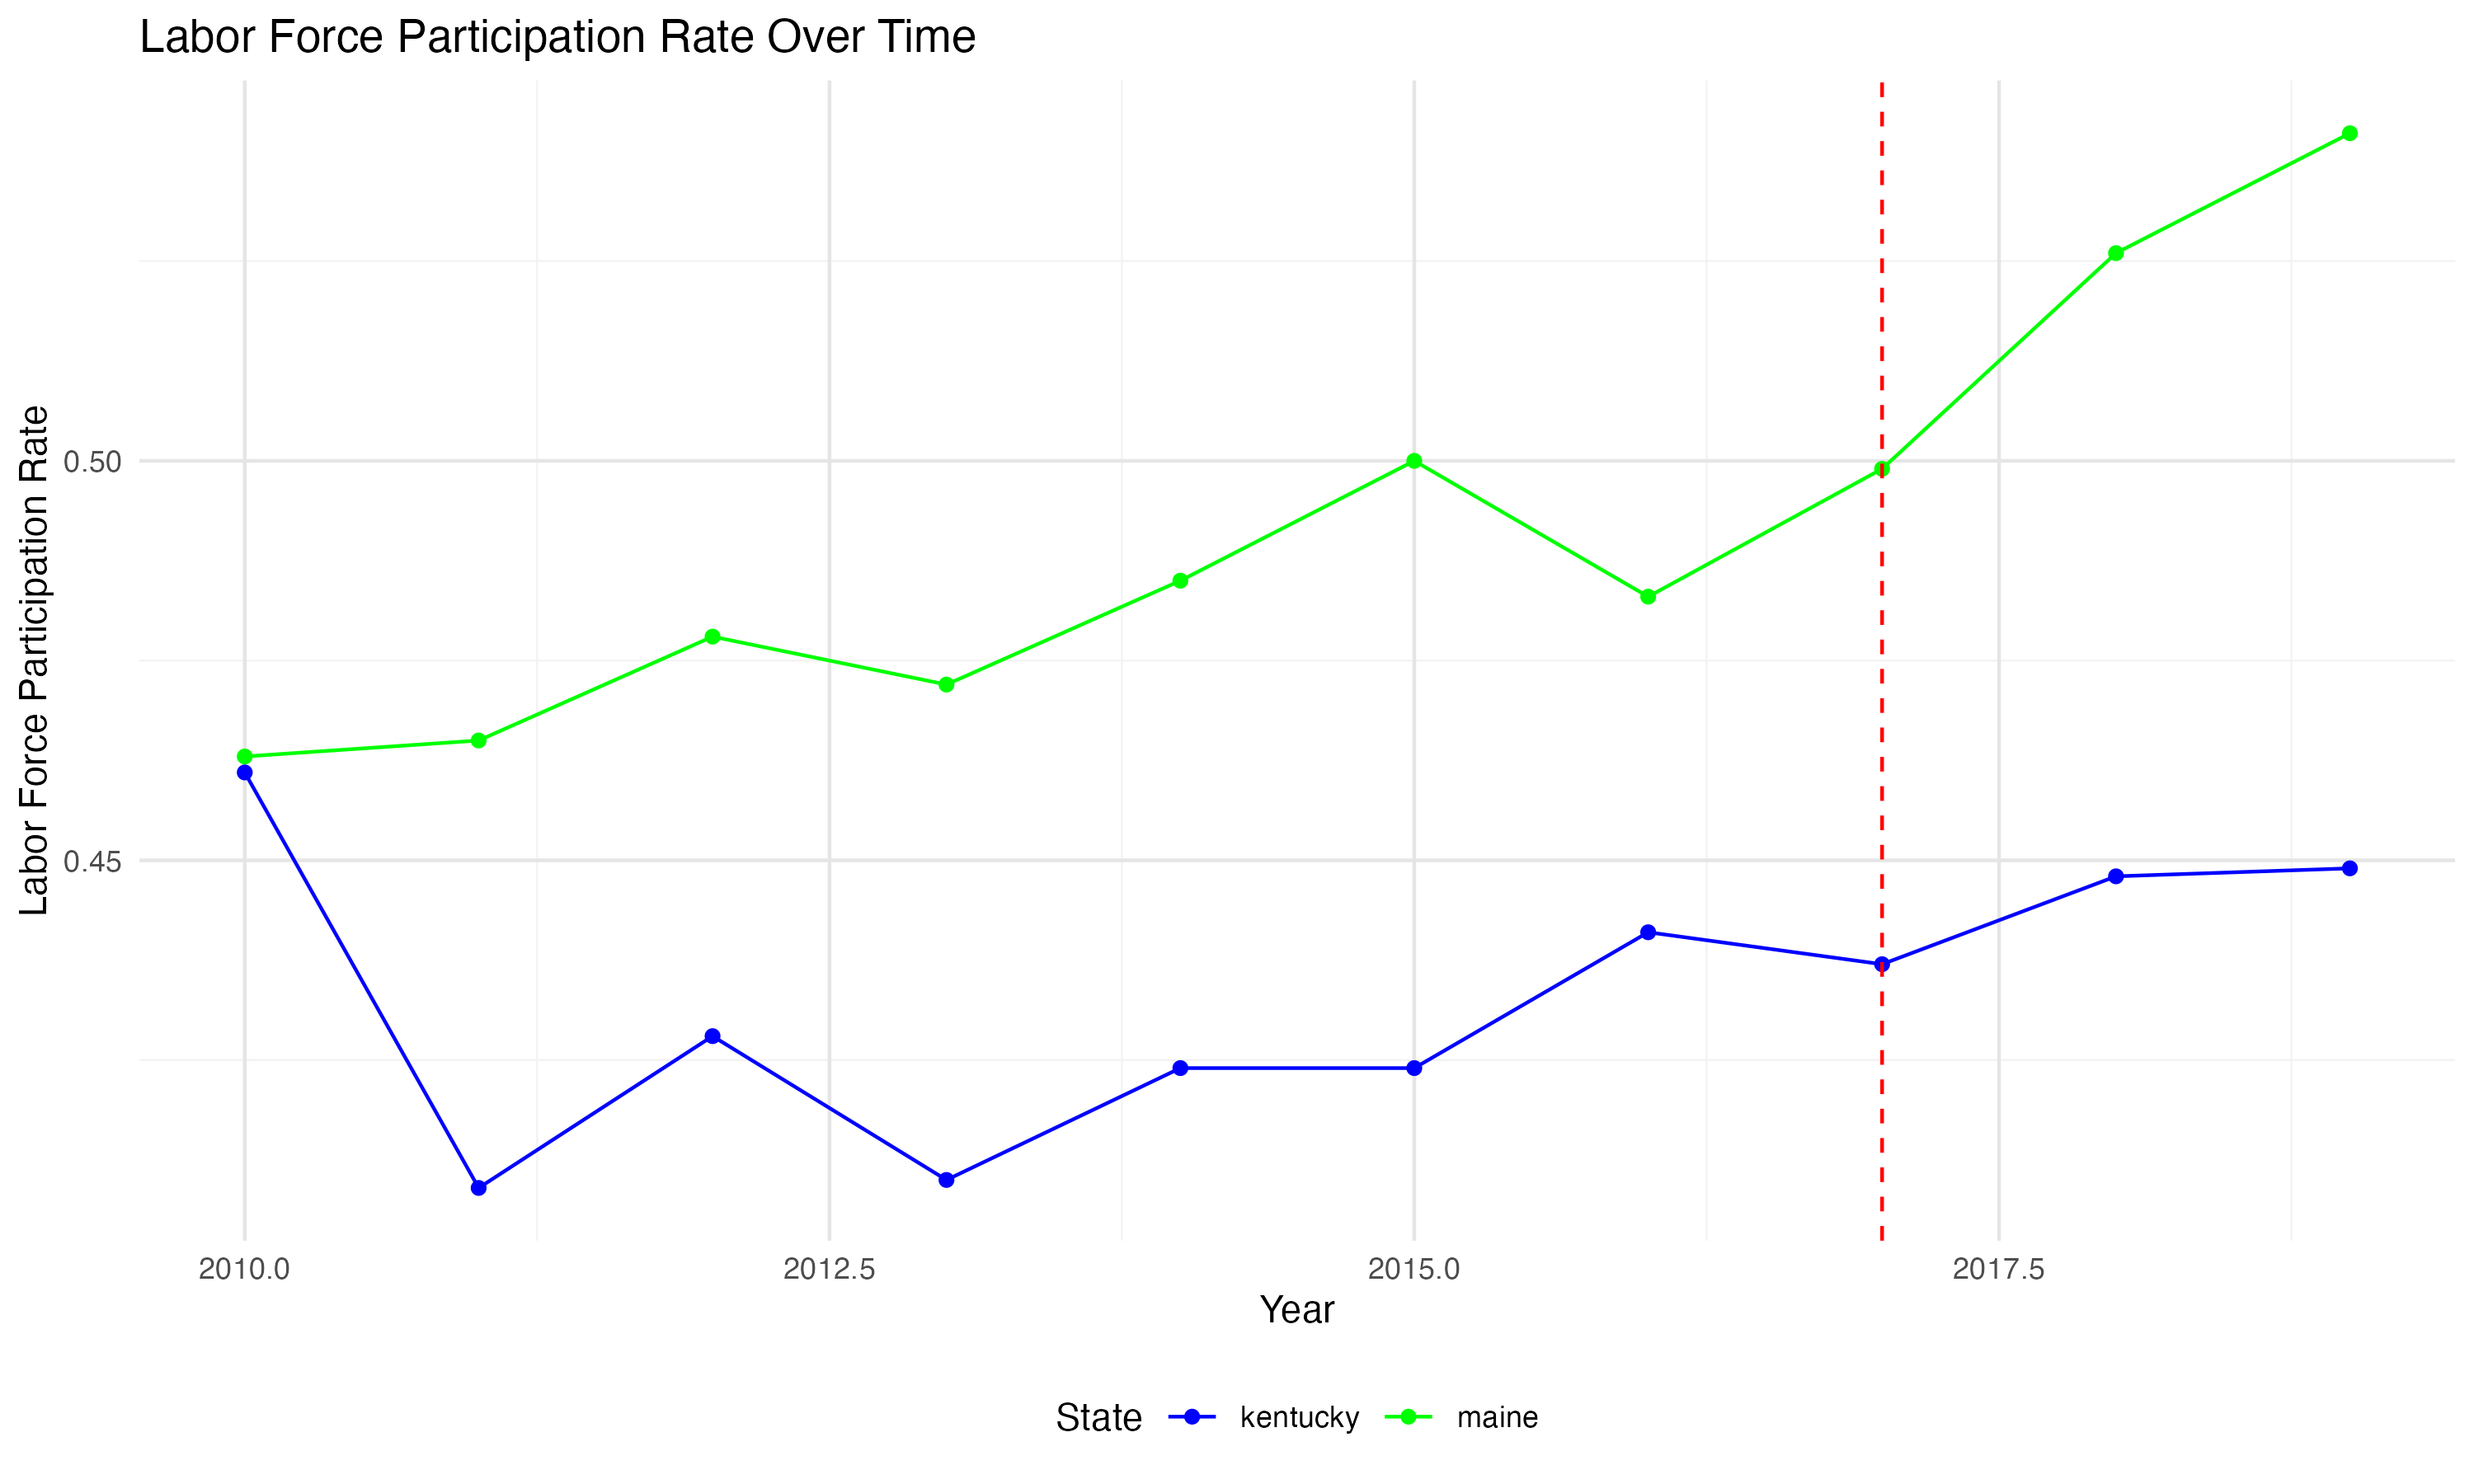 Labor Force Participation Rate Over Time
Labor Force Participation Rate
0.50
0.45
2010.0 2012.5 2015.0 2017.5
Year
State kentucky maine